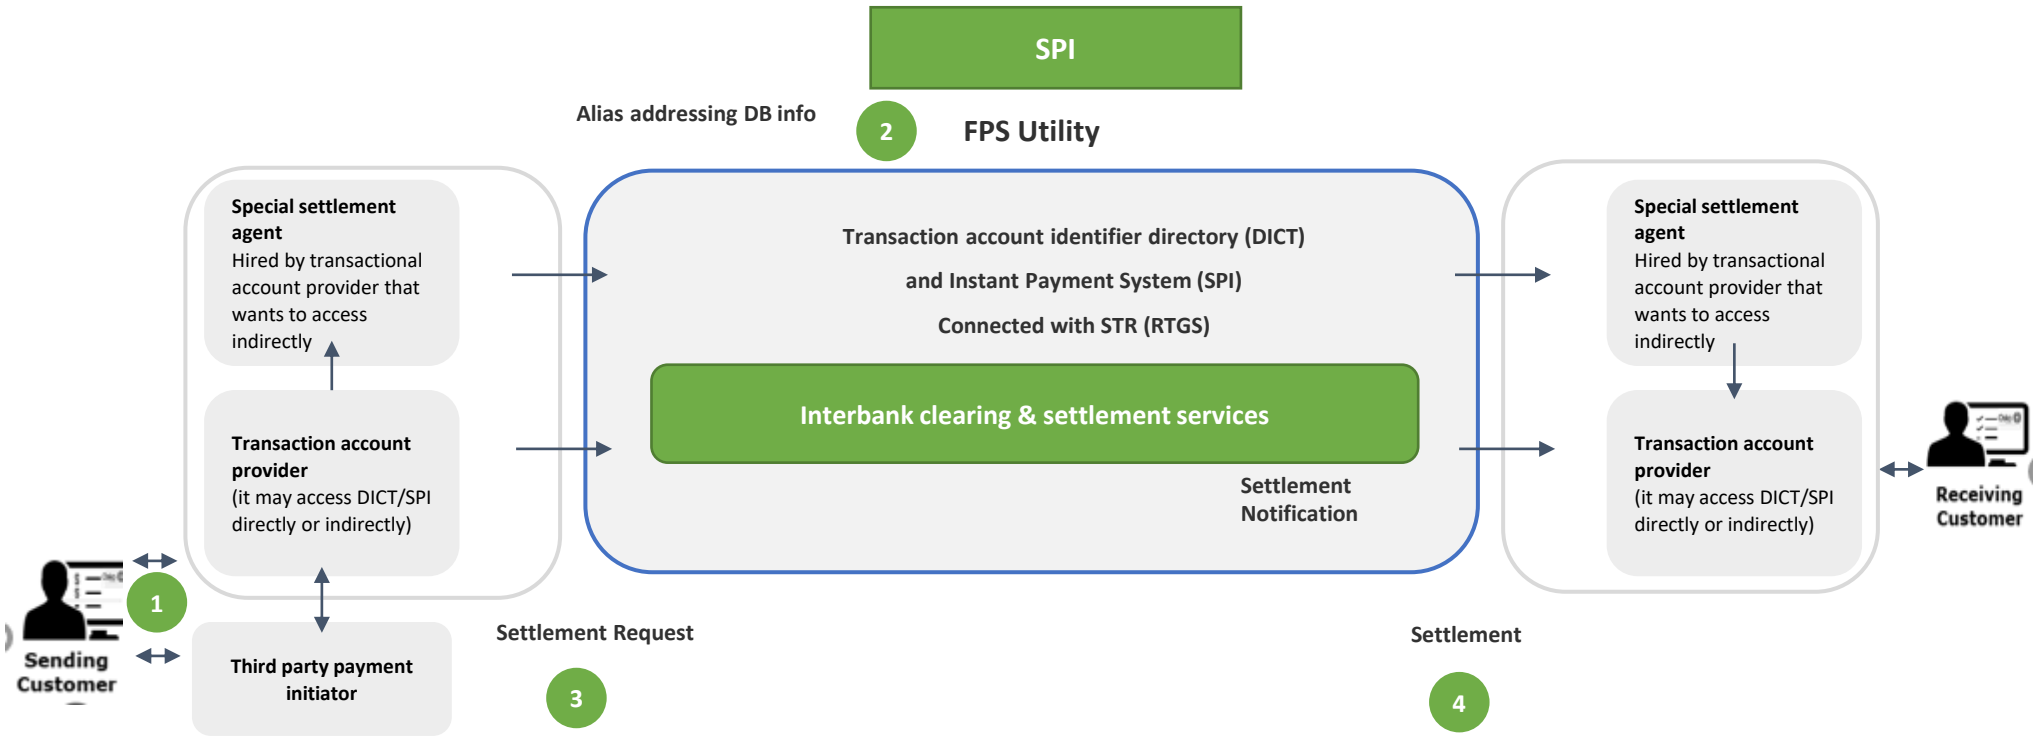 SPI
Alias addressing DB info
2
FPS Utility
Special settlement
agent
Hired by transactional
account provider that
wants to access
indirectly
Transaction account
provider
(it may access DICT/SPI
directly or indirectly)
1
Sending
Customer
Third party payment
initiator
Transaction account identifier directory (DICT)
and Instant Payment System (SPI)
Connected with STR (RTGS)
Interbank clearing & settlement services
Settlement
Notification
Settlement Request
3
Settlement
4
Special settlement
agent
Hired by transactional
account provider that
wants to access
indirectly
Transaction account
provider
(it may access DICT/SPI
directly or indirectly)
Receiving
Customer